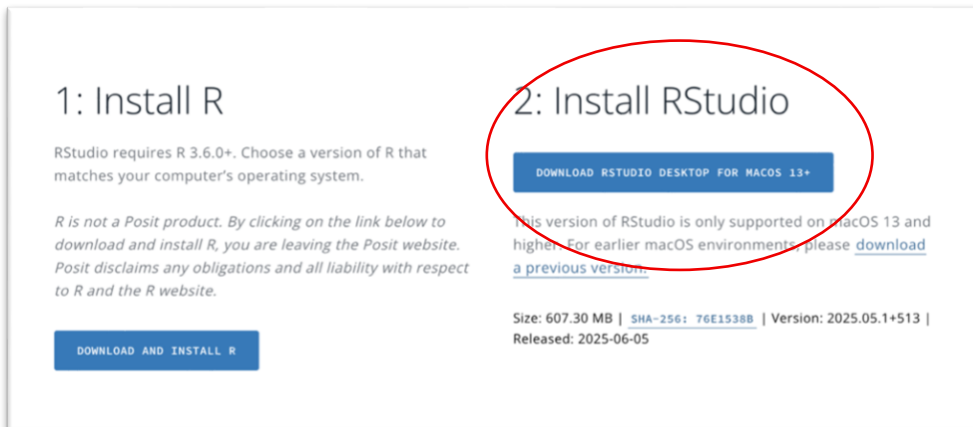 1: Install R
RStudio requires R 3.6.0+. Choose a version of R that
matches your computer's operating system.
R is not a Posit product. By clicking on the link below to
download and install R, you are leaving the Posit website.
Posit disclaims any obligations and all liability with respect
to R and the R website.
DOWNLOAD AND INSTALL R
2: Install RStudio
DOWNLOAD RSTUDIO DESKTOP FOR MACOS 13+
This version of RStudio is only supported on macOS 13 and
higher. For earlier macOS environments, please download
a previous version.
Size: 607.30 MB | SHA-256: 76E1538B | Version: 2025.05.1+513 |
Released: 2025-06-05